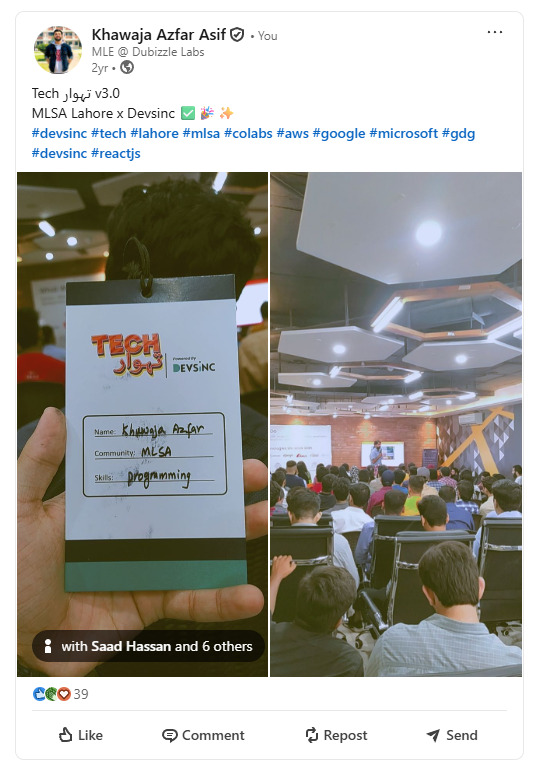 Khawaja Azfar Asif • You
MLE @ Dubizzle Labs
2yr •
Tech تہوار v3.0
MLSA Lahore x Devsinc ✅ 🎉 ✨
#devsinc #tech #lahore #mlsa #colabs #aws #google #microsoft #gdg
#devsinc #reactjs
TECH
تہوار
Powered by
DEVSINC
Name: Khawaja Azfar
Community: MLSA
Skills: programming
with Saad Hassan and 6 others
39
Like Comment Repost Send